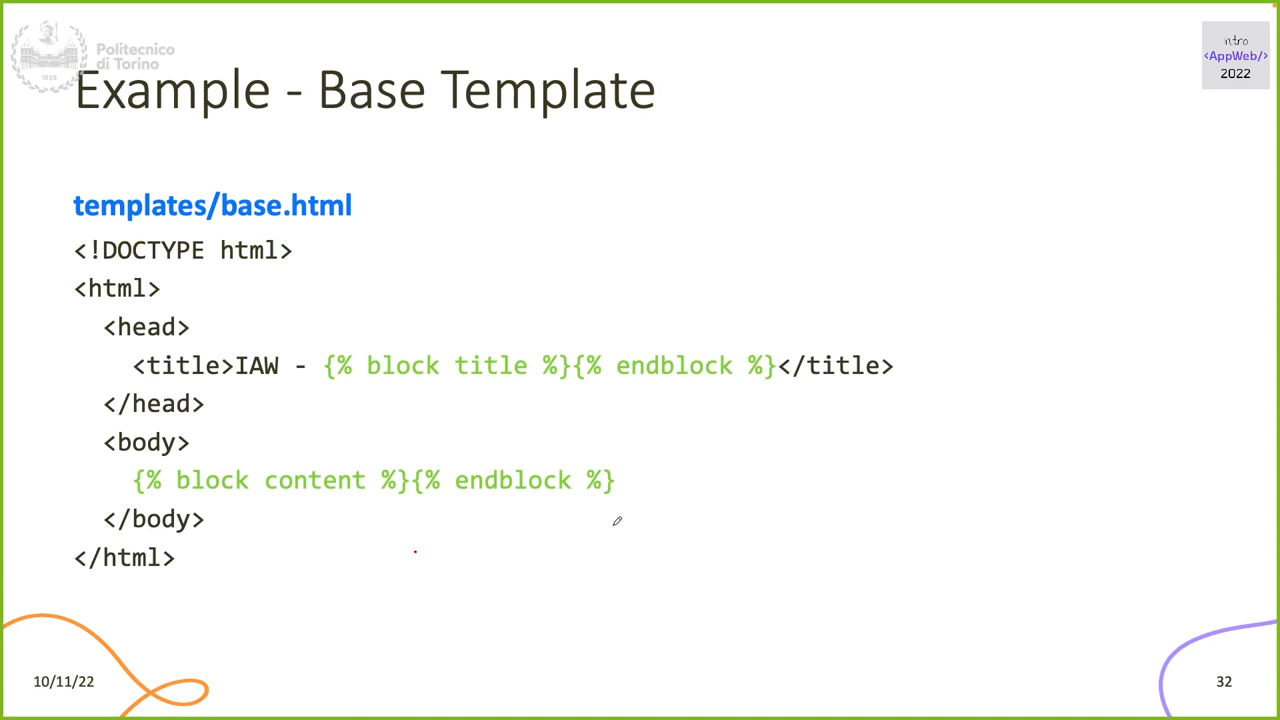 Politecnico
di Torino
1859
intro
<AppWeb/>
2022
Example - Base Template
templates/base.html
<!DOCTYPE html>
<html>
<head>
<title>IAW - {% block title %}{% endblock %}</title>
</head>
<body>
{% block content %}{% endblock %}
</body>
</html>
10/11/22
32